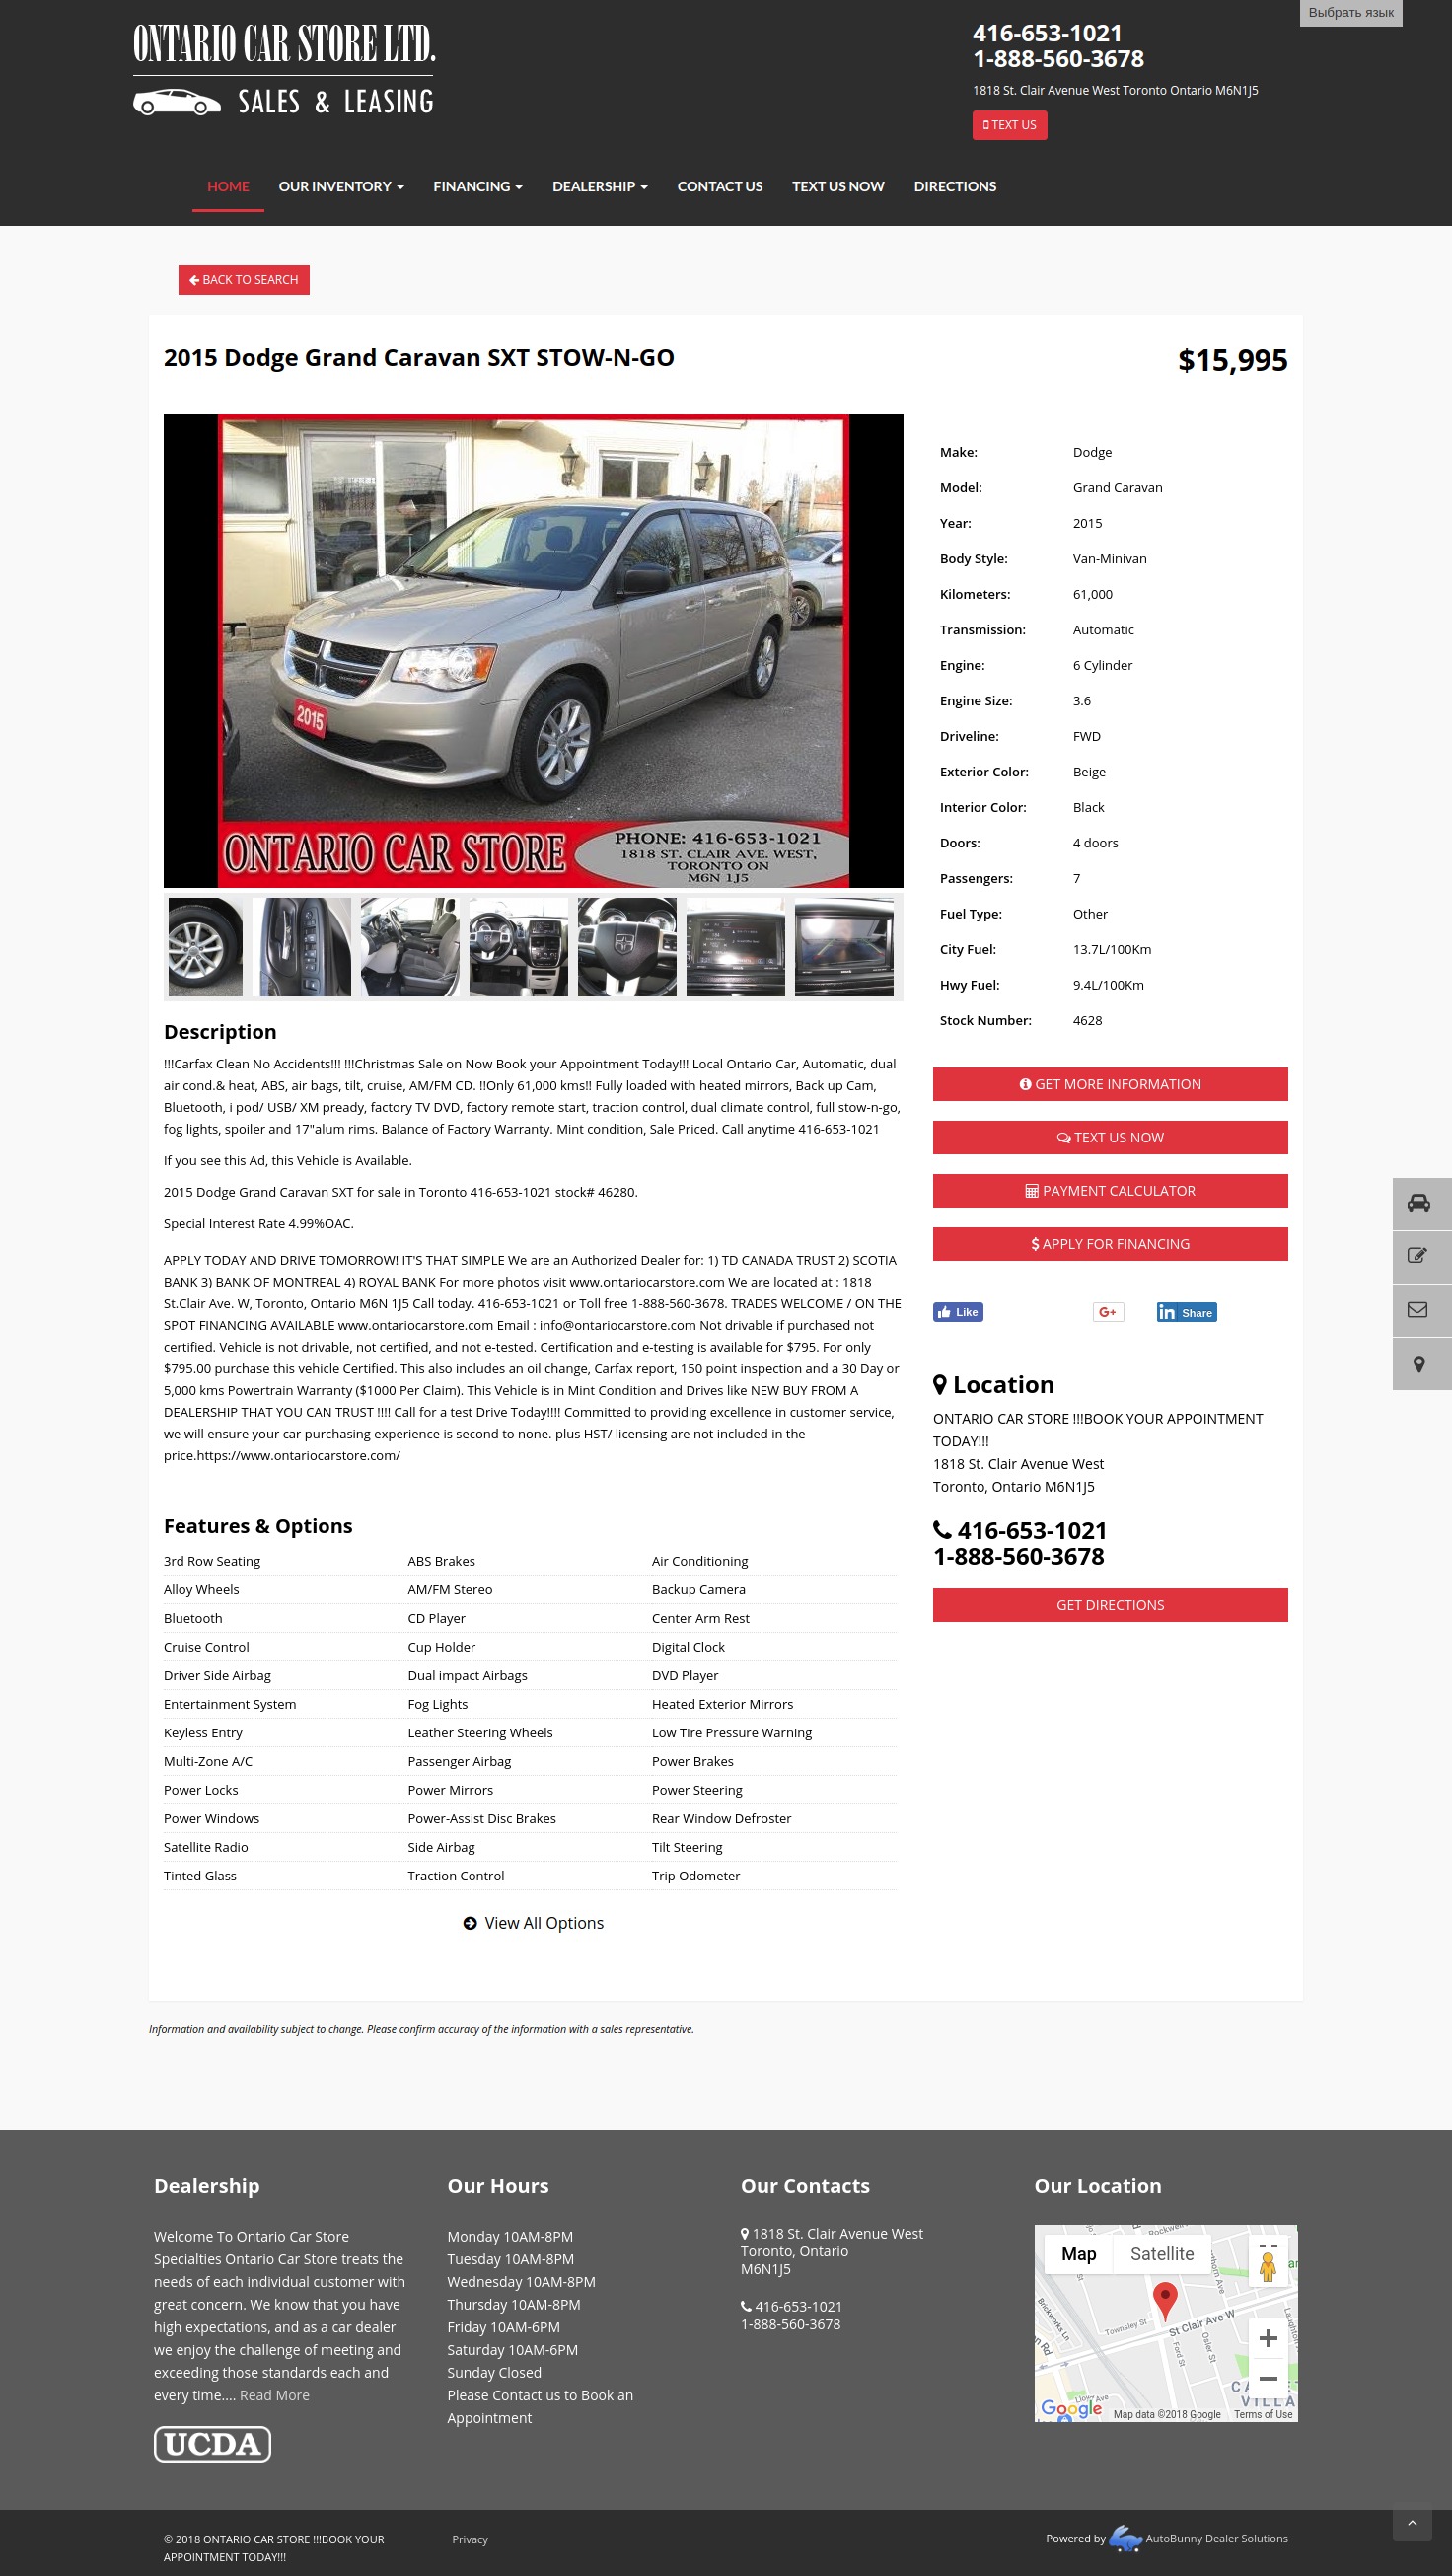 Выбрать язык
ONTARIO CAR STORE LTD.
SALES & LEASING
416-653-1021
1-888-560-3678
1818 St. Clair Avenue West Toronto Ontario M6N1J5
TEXT US
HOME OUR INVENTORY FINANCING DEALERSHIP CONTACT US TEXT US NOW DIRECTIONS
BACK TO SEARCH
2015 Dodge Grand Caravan SXT STOW-N-GO
$15,995
2015
ONTARIO CAR STORE
PHONE: 416-653-1021
1818 ST. CLAIR AVE. WEST,
TORONTO ON
M6N 1J5
Make: Dodge
Model: Grand Caravan
Year: 2015
Body Style: Van-Minivan
Kilometers: 61,000
Transmission: Automatic
Engine: 6 Cylinder
Engine Size: 3.6
Driveline: FWD
Exterior Color: Beige
Interior Color: Black
Doors: 4 doors
Passengers: 7
Fuel Type: Other
City Fuel: 13.7L/100Km
Hwy Fuel: 9.4L/100Km
Stock Number: 4628
Description
!!!Carfax Clean No Accidents!!! !!!Christmas Sale on Now Book your Appointment Today!!! Local Ontario Car, Automatic, dual
air cond.& heat, ABS, air bags, tilt, cruise, AM/FM CD. !!Only 61,000 kms!! Fully loaded with heated mirrors, Back up Cam,
Bluetooth, i pod/ USB/ XM pready, factory TV DVD, factory remote start, traction control, dual climate control, full stow-n-go,
fog lights, spoiler and 17"alum rims. Balance of Factory Warranty. Mint condition, Sale Priced. Call anytime 416-653-1021
If you see this Ad, this Vehicle is Available.
2015 Dodge Grand Caravan SXT for sale in Toronto 416-653-1021 stock# 46280.
Special Interest Rate 4.99%OAC.
APPLY TODAY AND DRIVE TOMORROW! IT'S THAT SIMPLE We are an Authorized Dealer for: 1) TD CANADA TRUST 2) SCOTIA
BANK 3) BANK OF MONTREAL 4) ROYAL BANK For more photos visit www.ontariocarstore.com We are located at : 1818
St.Clair Ave. W, Toronto, Ontario M6N 1J5 Call today. 416-653-1021 or Toll free 1-888-560-3678. TRADES WELCOME / ON THE
SPOT FINANCING AVAILABLE www.ontariocarstore.com Email : info@ontariocarstore.com Not drivable if purchased not
certified. Vehicle is not drivable, not certified, and not e-tested. Certification and e-testing is available for $795. For only
$795.00 purchase this vehicle Certified. This also includes an oil change, Carfax report, 150 point inspection and a 30 Day or
5,000 kms Powertrain Warranty ($1000 Per Claim). This Vehicle is in Mint Condition and Drives like NEW BUY FROM A
DEALERSHIP THAT YOU CAN TRUST !!!! Call for a test Drive Today!!!! Committed to providing excellence in customer service,
we will ensure your car purchasing experience is second to none. plus HST/ licensing are not included in the
price.https://www.ontariocarstore.com/
GET MORE INFORMATION
TEXT US NOW
PAYMENT CALCULATOR
APPLY FOR FINANCING
Like
G+
in Share
Location
ONTARIO CAR STORE !!!BOOK YOUR APPOINTMENT
TODAY!!!
1818 St. Clair Avenue West
Toronto, Ontario M6N1J5
416-653-1021
1-888-560-3678
GET DIRECTIONS
Features & Options
3rd Row Seating ABS Brakes Air Conditioning
Alloy Wheels AM/FM Stereo Backup Camera
Bluetooth CD Player Center Arm Rest
Cruise Control Cup Holder Digital Clock
Driver Side Airbag Dual impact Airbags DVD Player
Entertainment System Fog Lights Heated Exterior Mirrors
Keyless Entry Leather Steering Wheels Low Tire Pressure Warning
Multi-Zone A/C Passenger Airbag Power Brakes
Power Locks Power Mirrors Power Steering
Power Windows Power-Assist Disc Brakes Rear Window Defroster
Satellite Radio Side Airbag Tilt Steering
Tinted Glass Traction Control Trip Odometer
View All Options
Information and availability subject to change. Please confirm accuracy of the information with a sales representative.
Dealership
Welcome To Ontario Car Store
Specialties Ontario Car Store treats the
needs of each individual customer with
great concern. We know that you have
high expectations, and as a car dealer
we enjoy the challenge of meeting and
exceeding those standards each and
every time.... Read More
UCDA
Our Hours
Monday 10AM-8PM
Tuesday 10AM-8PM
Wednesday 10AM-8PM
Thursday 10AM-8PM
Friday 10AM-6PM
Saturday 10AM-6PM
Sunday Closed
Please Contact us to Book an
Appointment
Our Contacts
1818 St. Clair Avenue West
Toronto, Ontario
M6N1J5
416-653-1021
1-888-560-3678
Our Location
Map Satellite
Townsley St
St Clair Ave W
Ford St
Osler St
Google
Map data ©2018 Google Terms of Use
© 2018 ONTARIO CAR STORE !!!BOOK YOUR
APPOINTMENT TODAY!!!
Privacy
Powered by AutoBunny Dealer Solutions